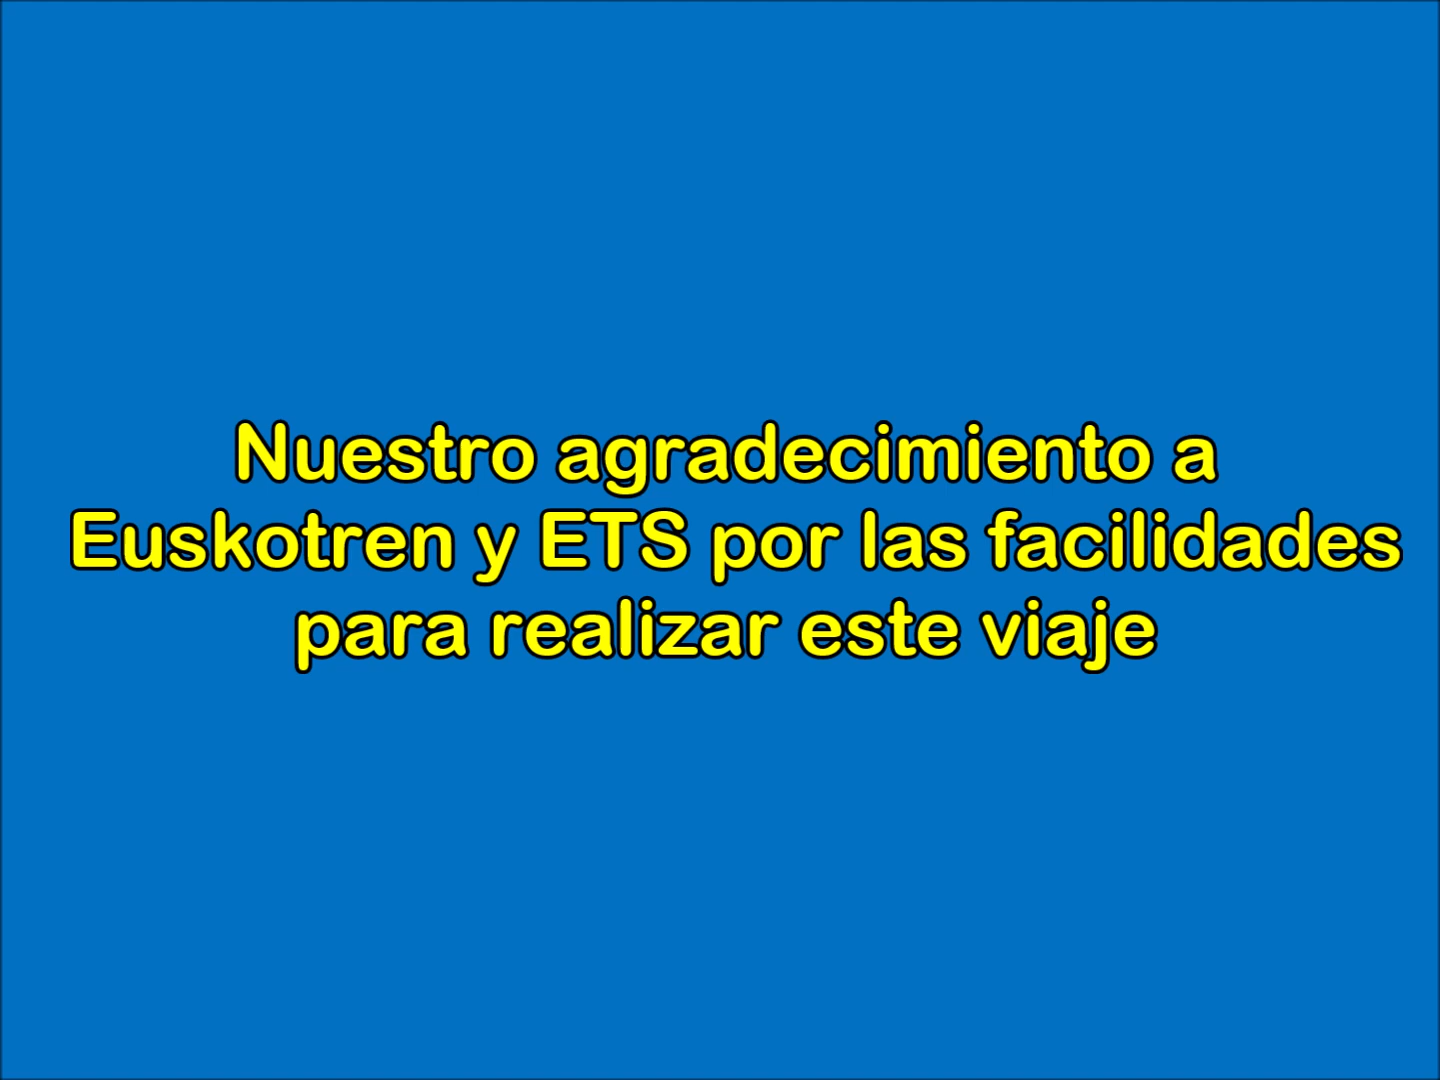 Nuestro agradecimiento a
Euskotren y ETS por las facilidades
para realizar este viaje